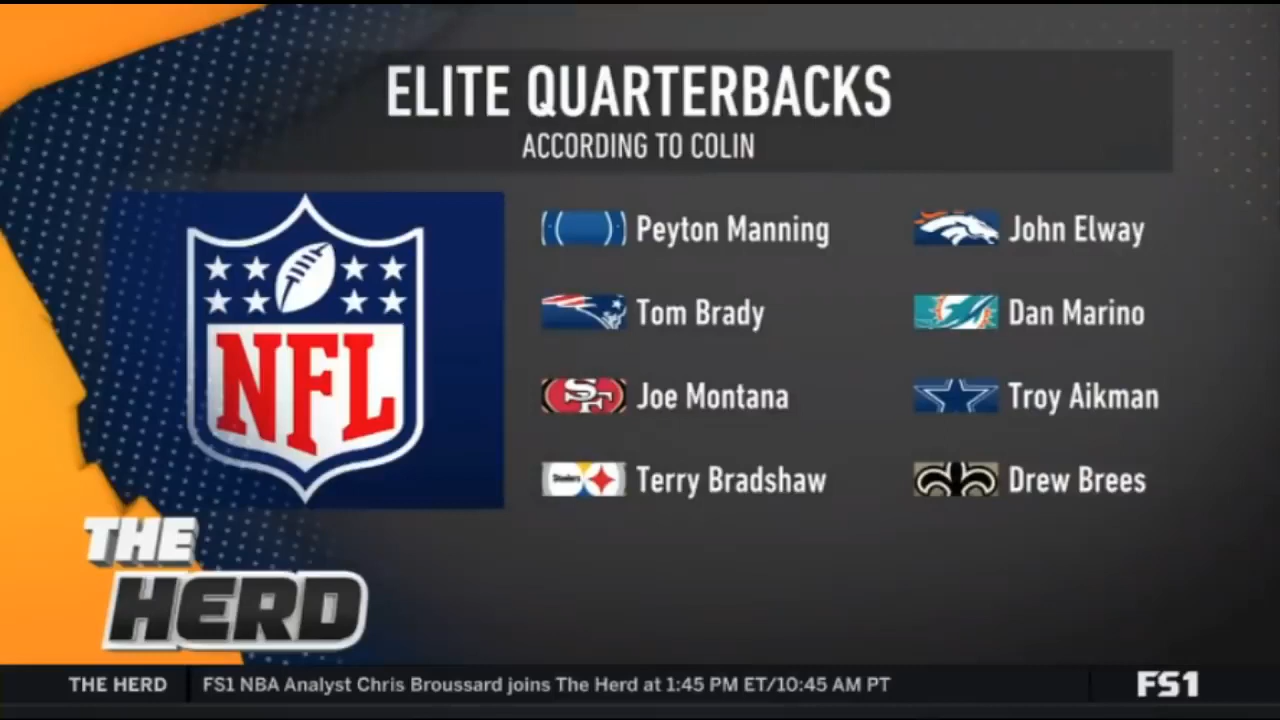 ELITE QUARTERBACKS
ACCORDING TO COLIN
NFL
Peyton Manning
John Elway
Tom Brady
Dan Marino
SF
Joe Montana
Troy Aikman
Steelers
Terry Bradshaw
Drew Brees
THE
HERD
THE HERD
FS1 NBA Analyst Chris Broussard joins The Herd at 1:45 PM ET/10:45 AM PT
FS1